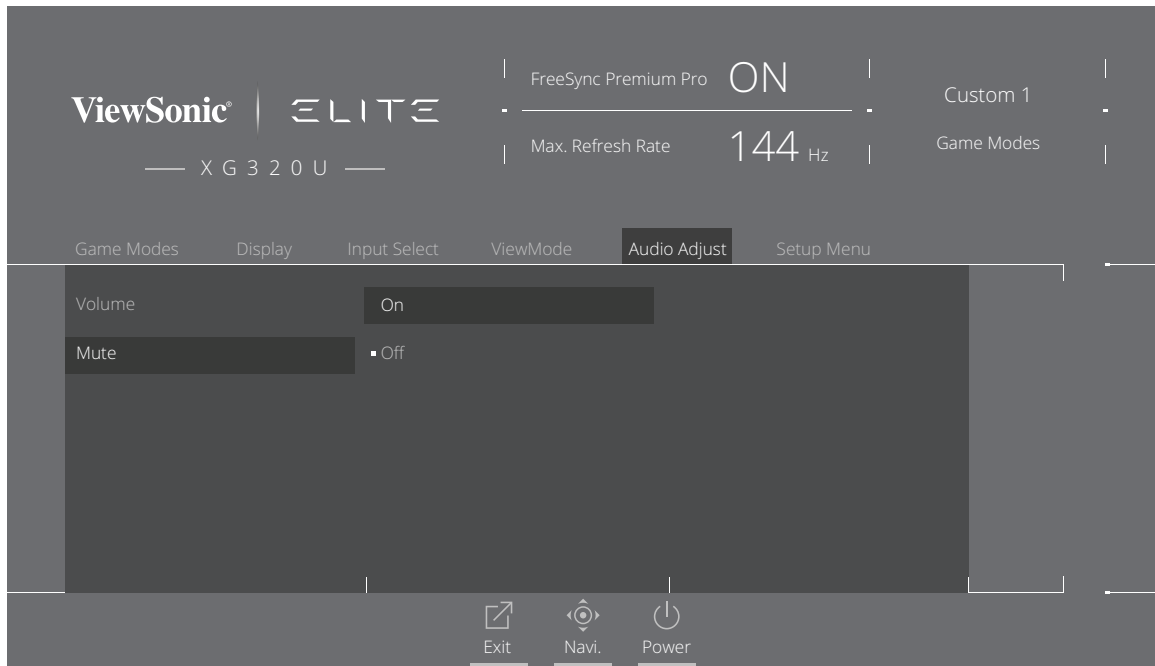 ViewSonic® ELITE
XG320U
FreeSync Premium Pro ON
Max. Refresh Rate 144 Hz
Custom 1
Game Modes
Game Modes Display Input Select ViewMode Audio Adjust Setup Menu
Volume On
Mute Off
Exit Navi. Power